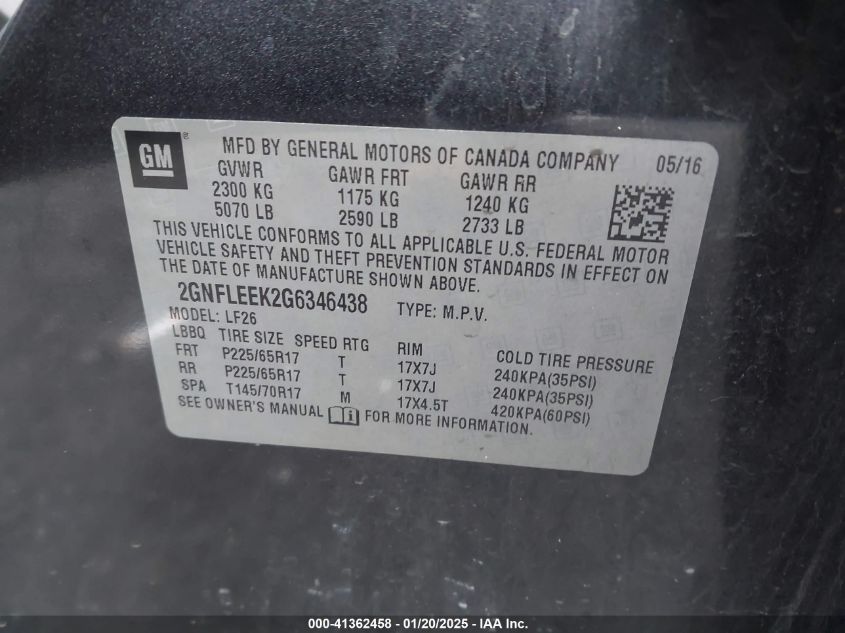 GM ®
MFD BY GENERAL MOTORS OF CANADA COMPANY 05/16
GVWR GAWR FRT GAWR RR
2300 KG 1175 KG 1240 KG
5070 LB 2590 LB 2733 LB
THIS VEHICLE CONFORMS TO ALL APPLICABLE U.S. FEDERAL MOTOR
VEHICLE SAFETY AND THEFT PREVENTION STANDARDS IN EFFECT ON
THE DATE OF MANUFACTURE SHOWN ABOVE.
2GNFLEEK2G6346438 TYPE: M.P.V.
MODEL: LF26
LBBQ TIRE SIZE SPEED RTG RIM COLD TIRE PRESSURE
FRT P225/65R17 T 17X7J 240KPA(35PSI)
RR P225/65R17 T 17X7J 240KPA(35PSI)
SPA T145/70R17 M 17X4.5T 420KPA(60PSI)
SEE OWNER'S MANUAL i FOR MORE INFORMATION.
000-41362458 — 01/20/2025 — IAA Inc.